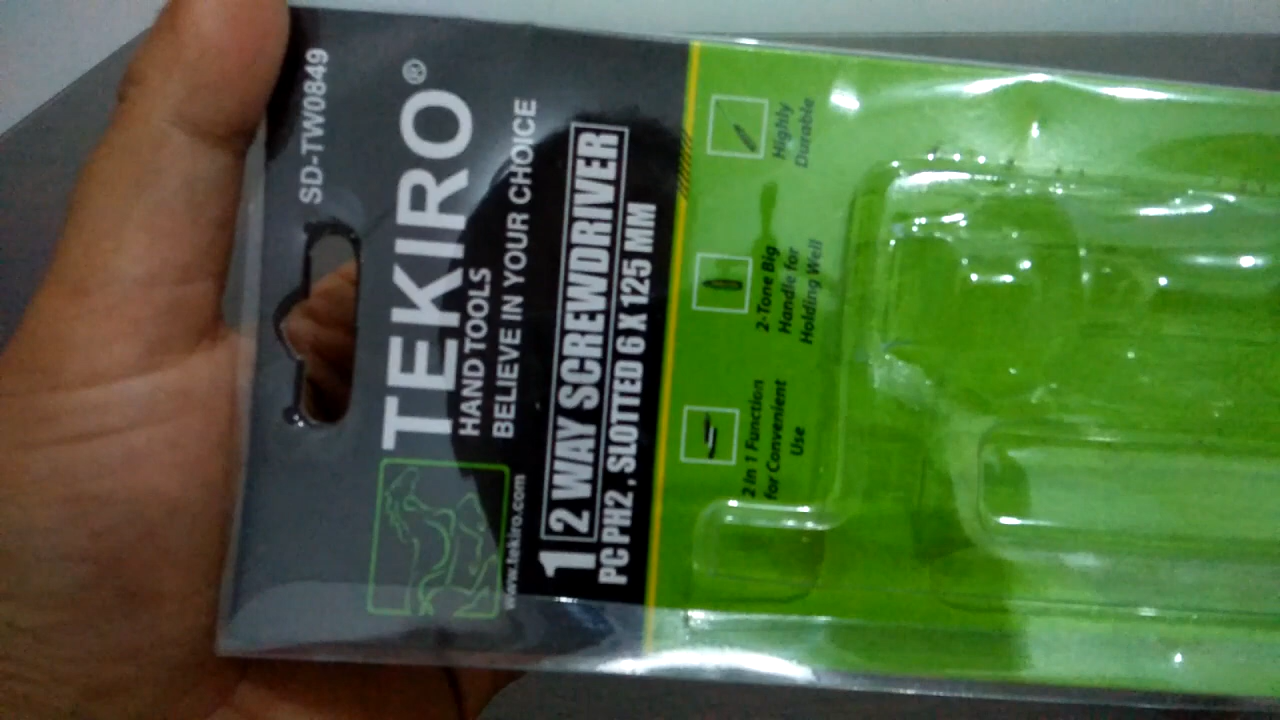 SD-TW0849
TEKIRO®
HAND TOOLS
BELIEVE IN YOUR CHOICE
www.tekiro.com
1 PC
2 WAY SCREWDRIVER
PH2 , SLOTTED 6 X 125 MM
2 in 1 Function
for Convenient
Use
2-Tone Big
Handle for
Holding Well
Highly
Durable